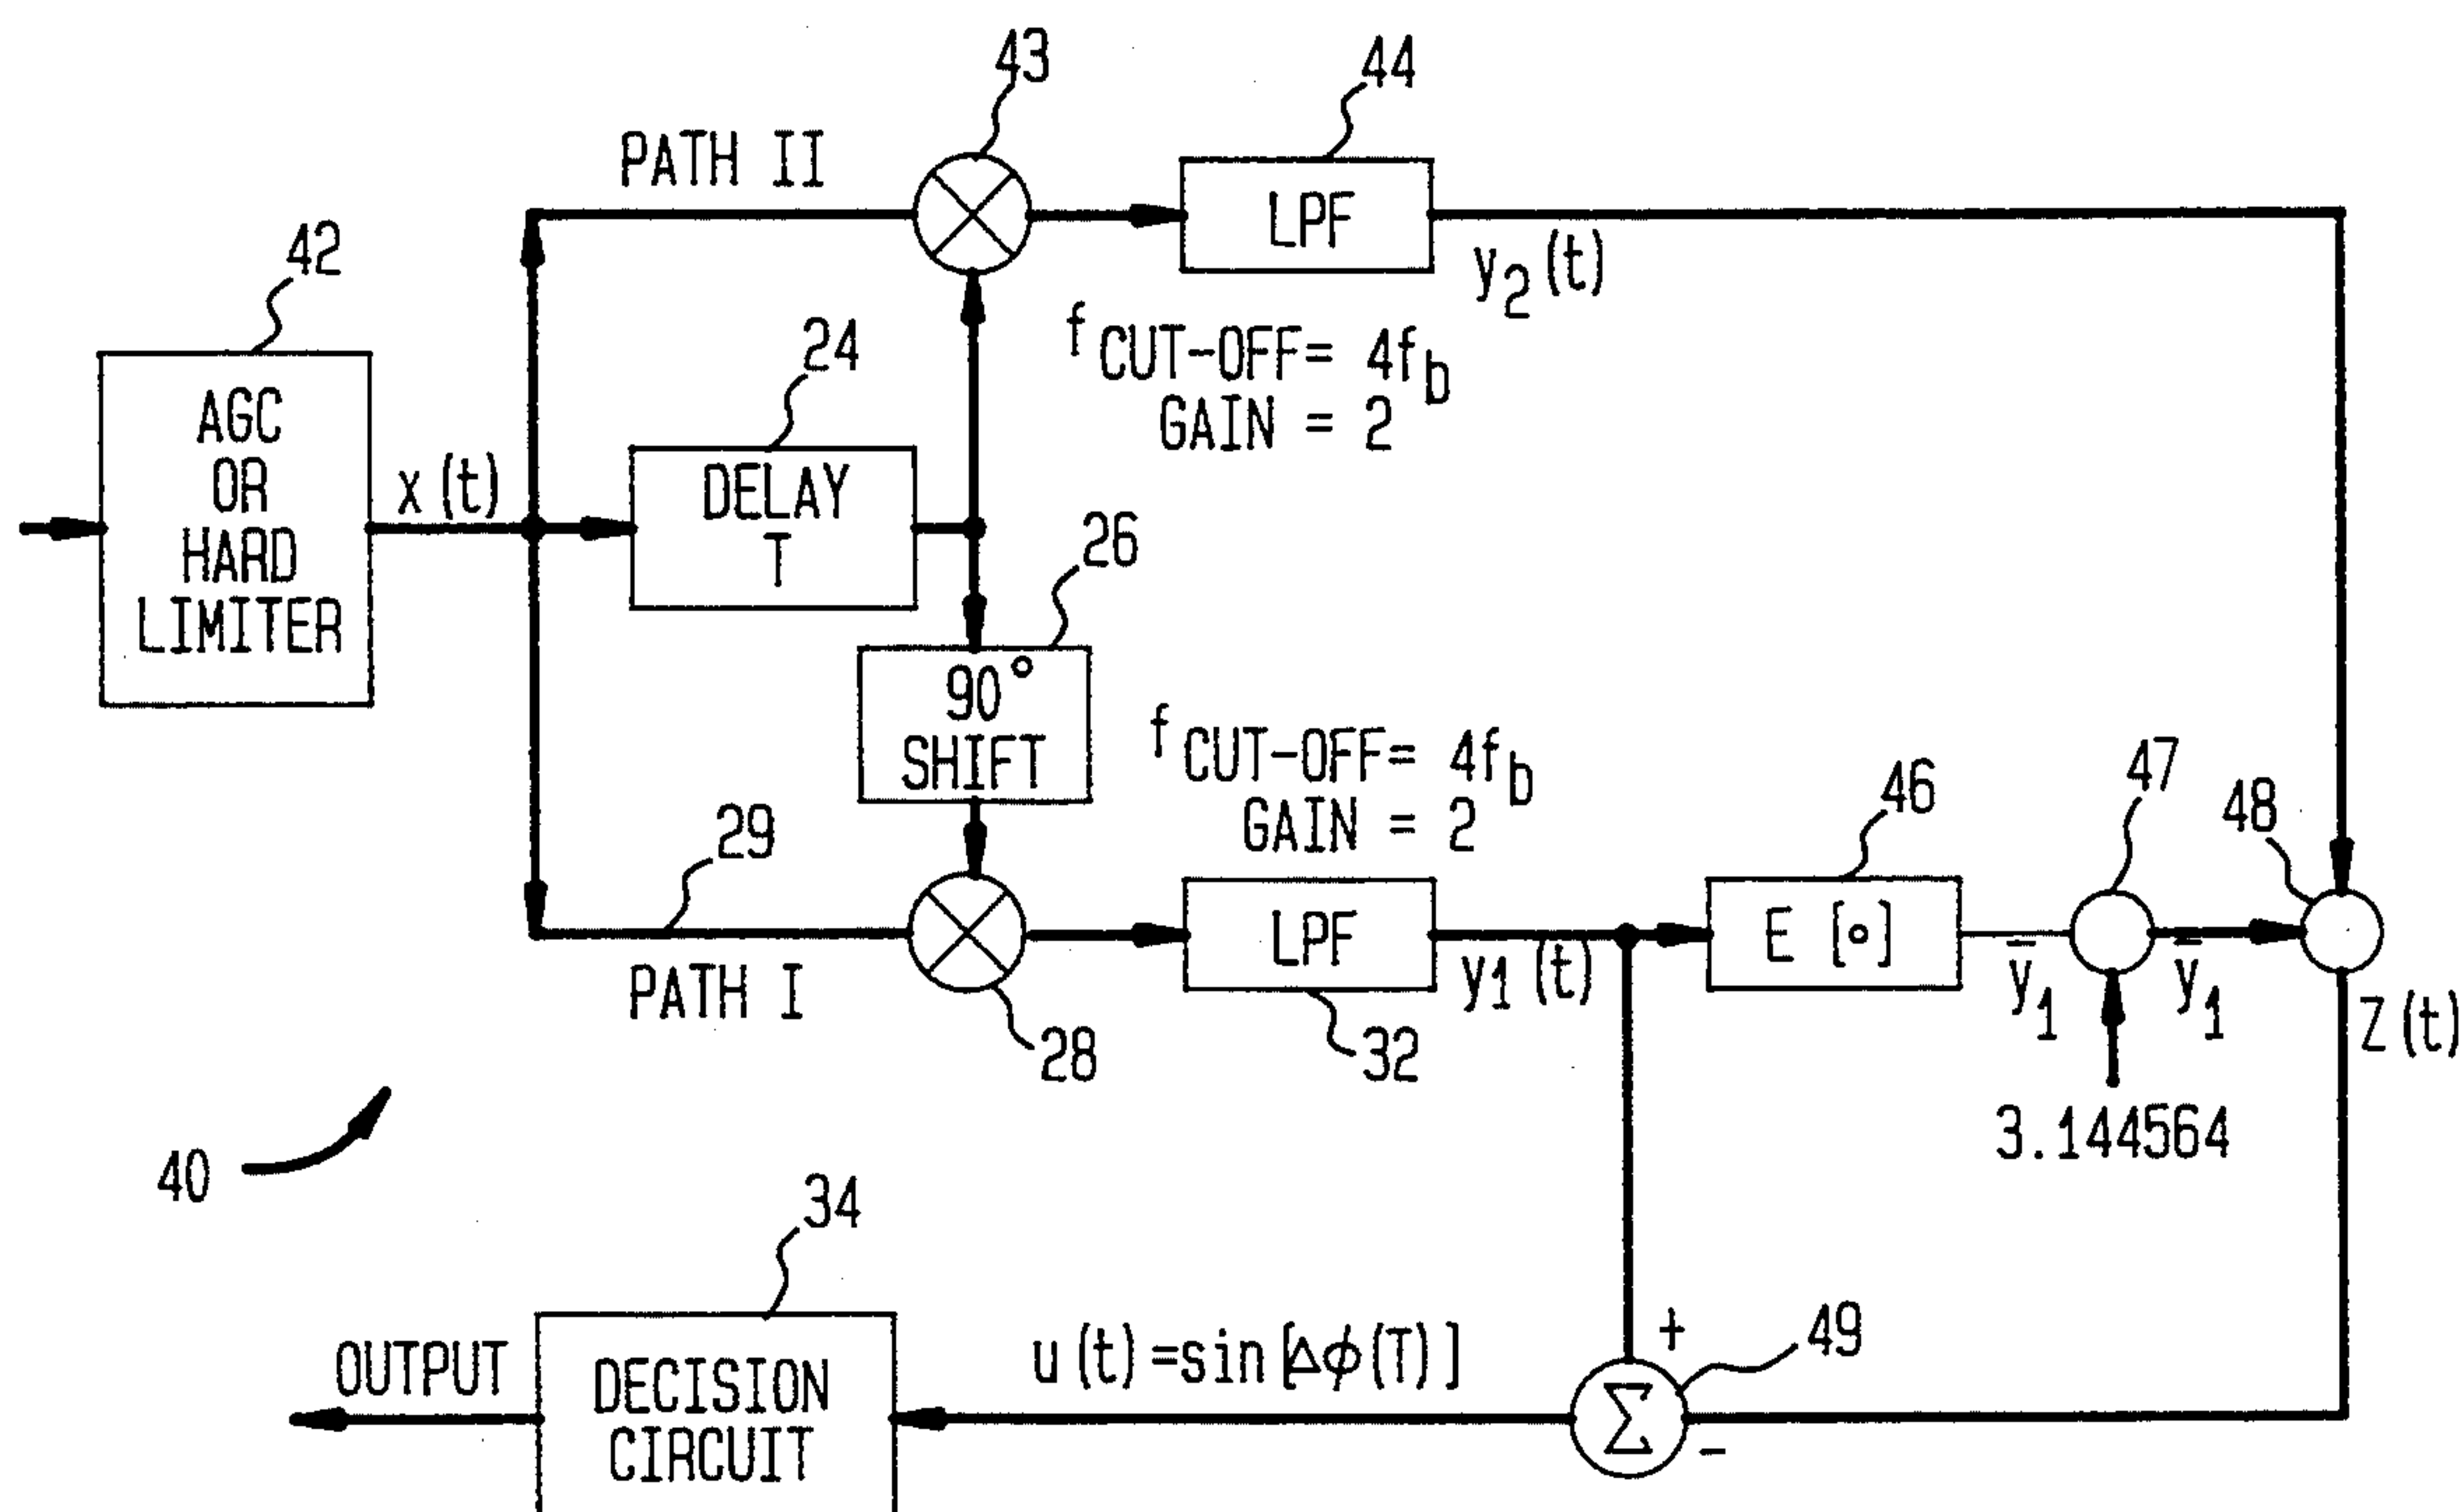 43
44
PATH II
LPF
42
y2(t)
24
fCUT-OFF= 4fb
GAIN = 2
AGC
OR
HARD
LIMITER
x(t)
DELAY
T
26
90°
SHIFT
fCUT-OFF= 4fb
GAIN = 2
29
46
47
48
LPF
E [∘]
PATH I
y1(t)
ȳ1
ȳ1
Z(t)
28
32
3.144564
40
34
OUTPUT
DECISION
CIRCUIT
u(t)=sin[Δϕ(T)]
+
49
Σ
-